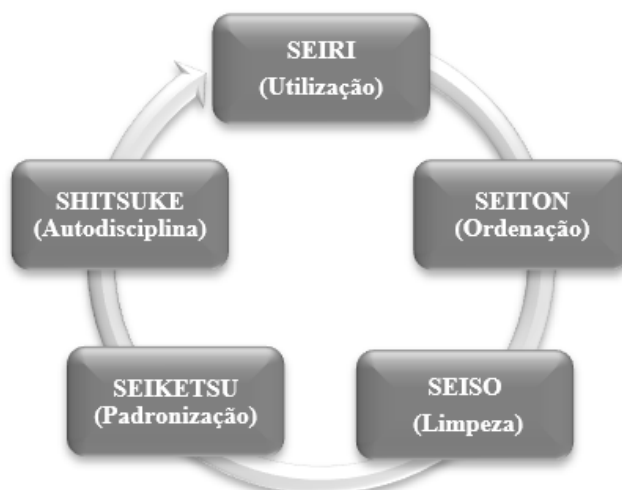 SEIRI
(Utilização)
SEITON
(Ordenação)
SEISO
(Limpeza)
SEIKETSU
(Padronização)
SHITSUKE
(Autodisciplina)